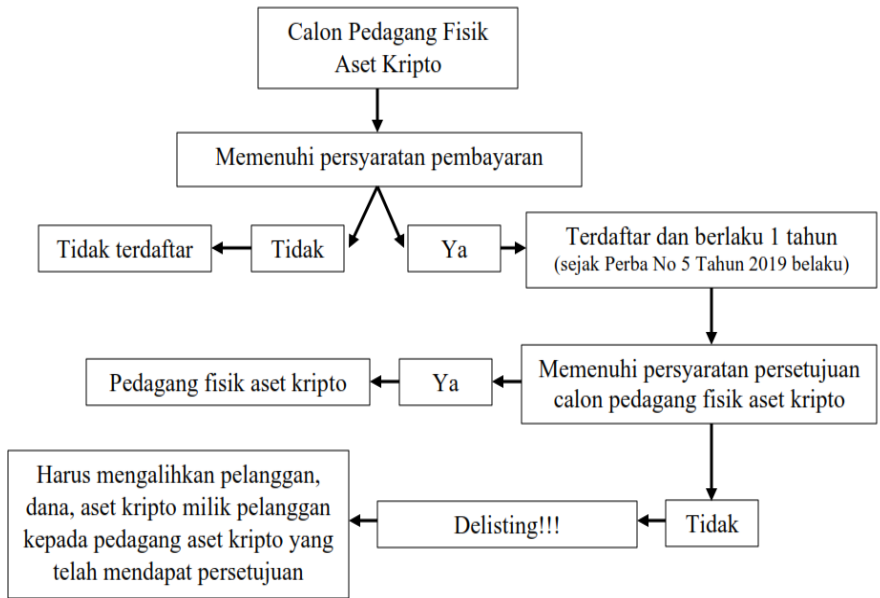 Calon Pedagang Fisik
Aset Kripto
Memenuhi persyaratan pembayaran
Tidak terdaftar
Tidak
Ya
Terdaftar dan berlaku 1 tahun
(sejak Perba No 5 Tahun 2019 belaku)
Pedagang fisik aset kripto
Ya
Memenuhi persyaratan persetujuan
calon pedagang fisik aset kripto
Harus mengalihkan pelanggan,
dana, aset kripto milik pelanggan
kepada pedagang aset kripto yang
telah mendapat persetujuan
Delisting!!!
Tidak